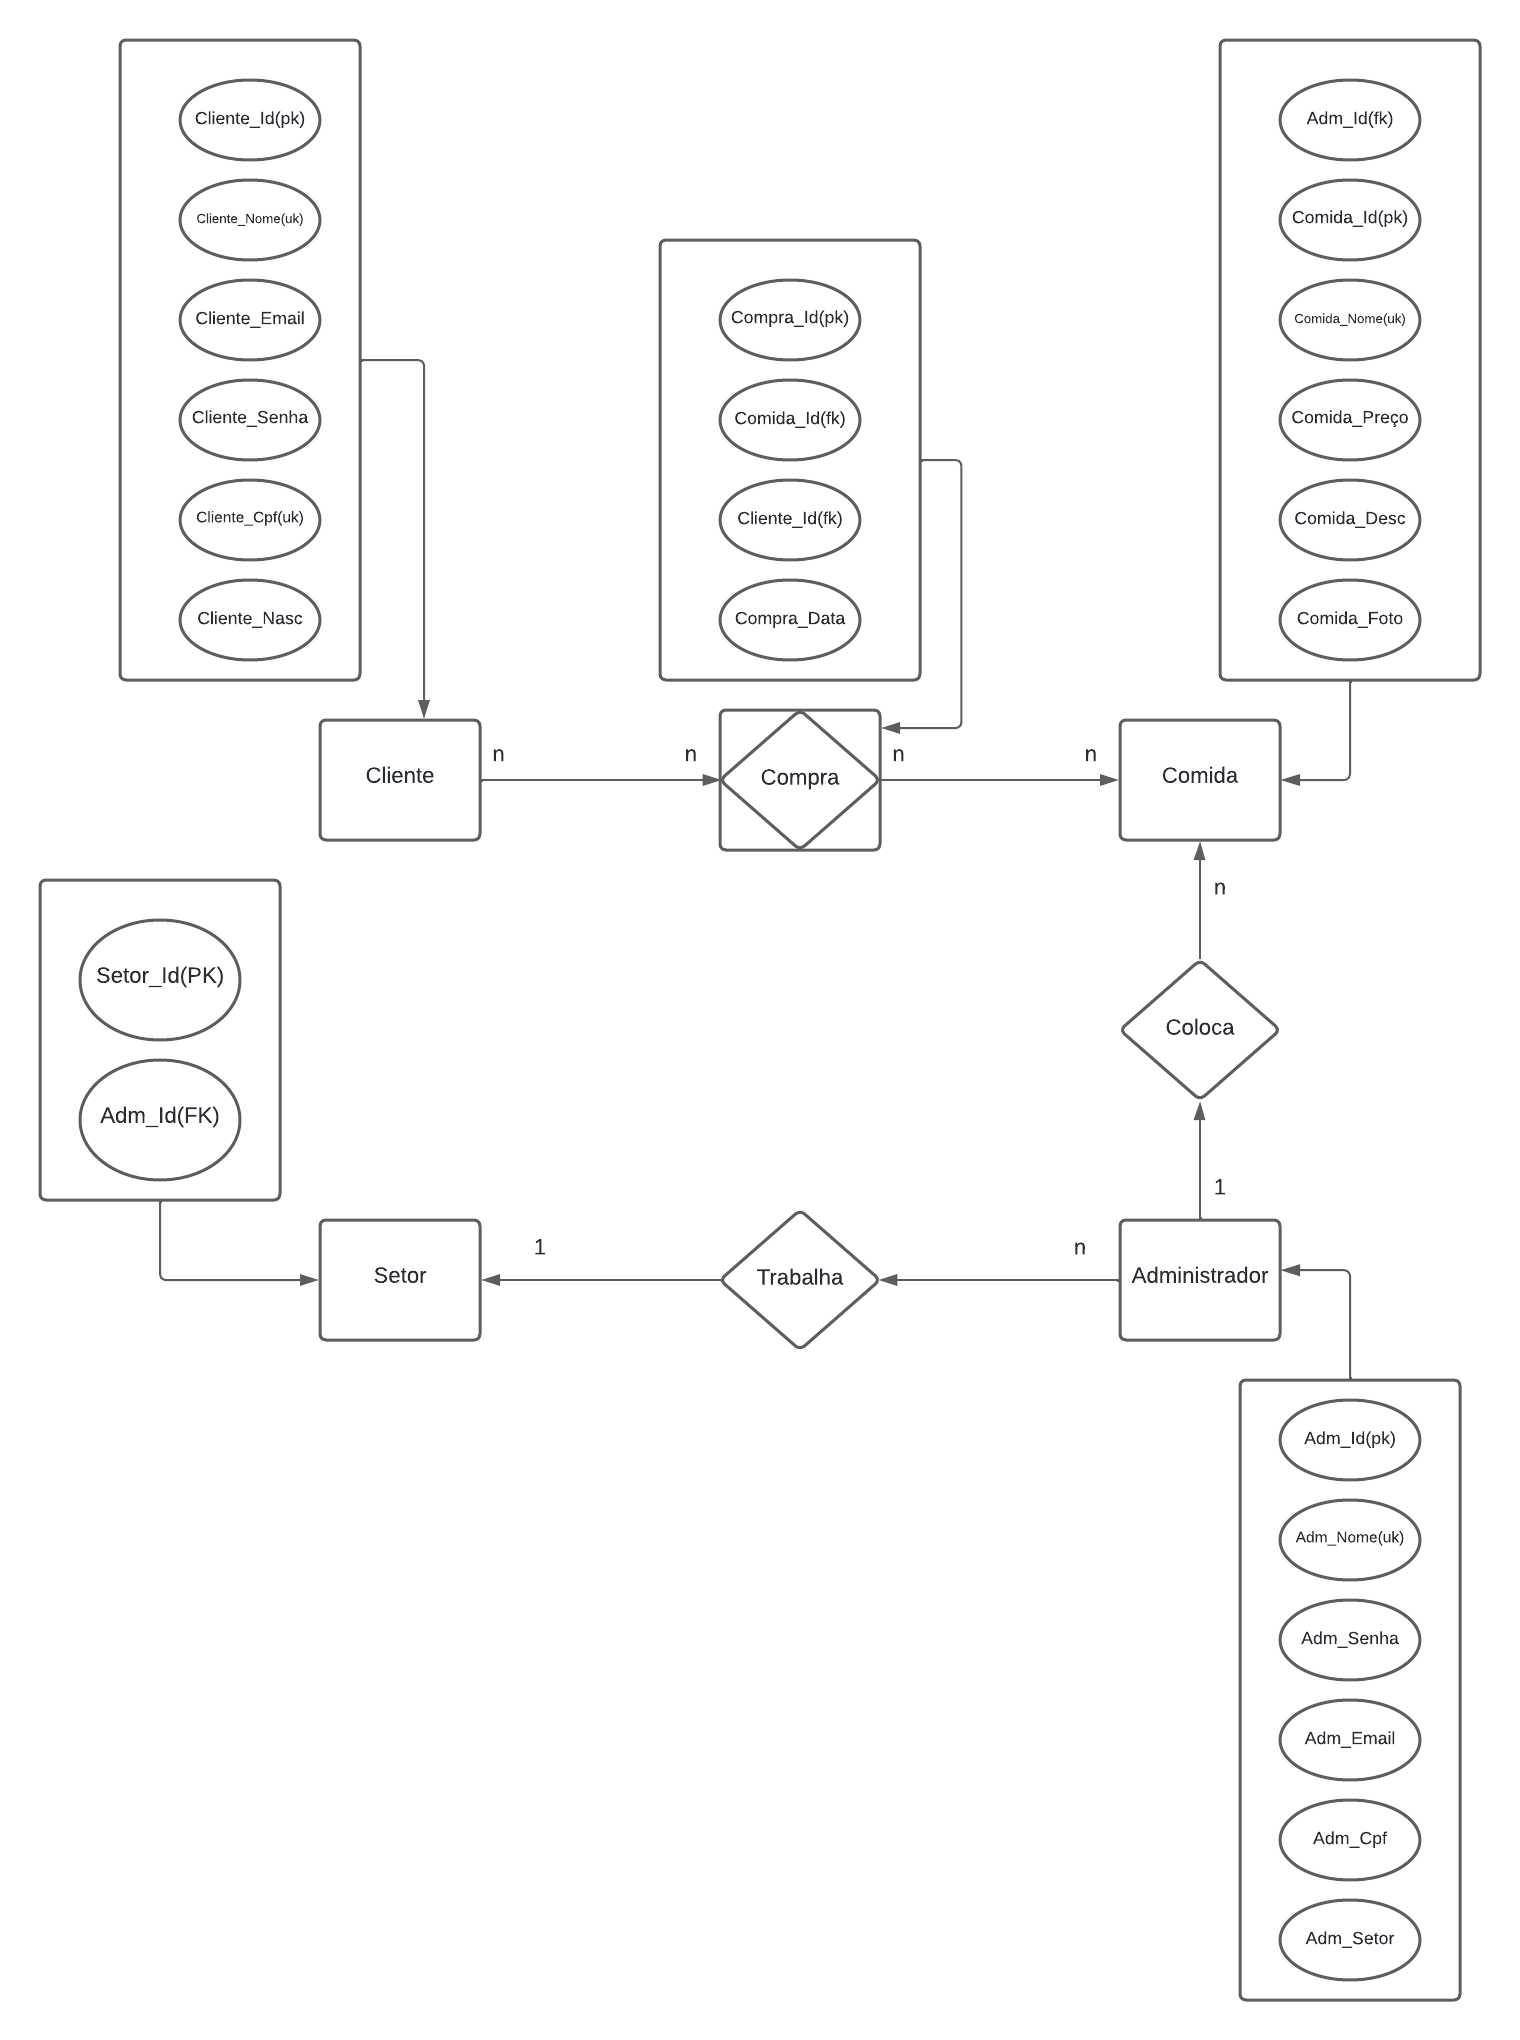 Cliente_Id(pk)
Cliente_Nome(uk)
Cliente_Email
Cliente_Senha
Cliente_Cpf(uk)
Cliente_Nasc
Compra_Id(pk)
Comida_Id(fk)
Cliente_Id(fk)
Compra_Data
Adm_Id(fk)
Comida_Id(pk)
Comida_Nome(uk)
Comida_Preço
Comida_Desc
Comida_Foto
Cliente
n
n
Compra
n
n
Comida
n
Coloca
1
Setor_Id(PK)
Adm_Id(FK)
Setor
1
Trabalha
n
Administrador
Adm_Id(pk)
Adm_Nome(uk)
Adm_Senha
Adm_Email
Adm_Cpf
Adm_Setor